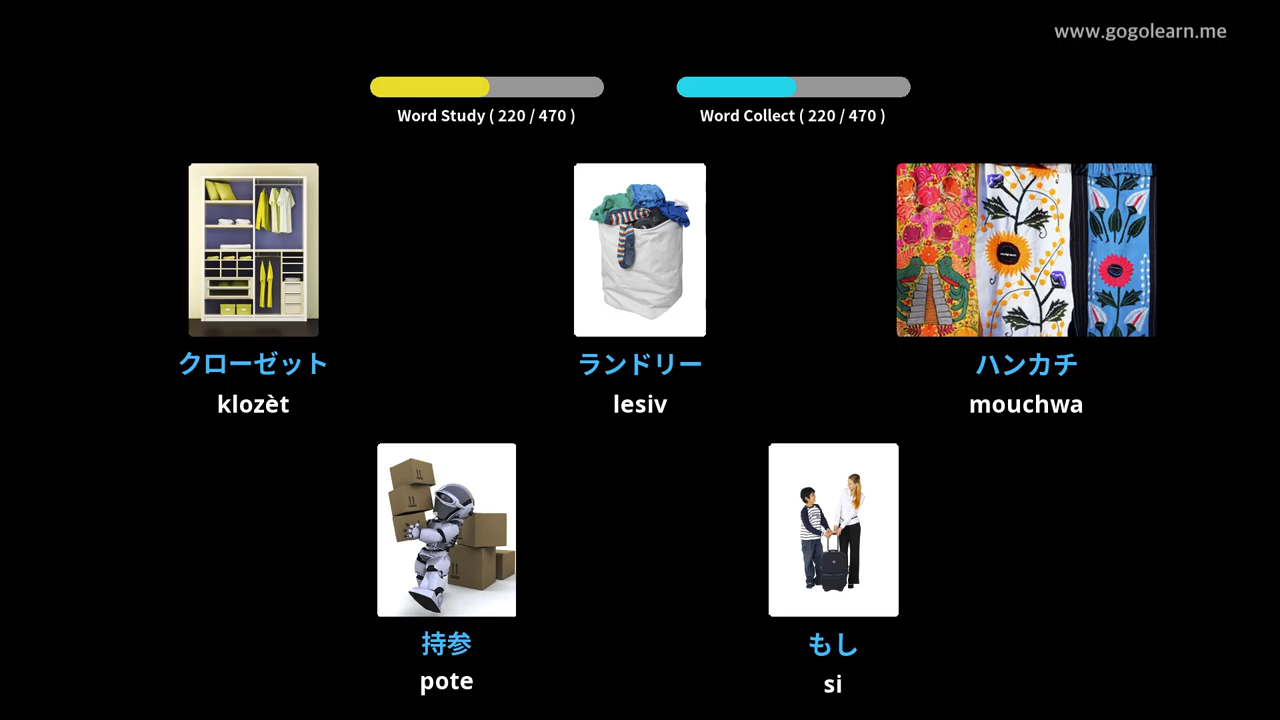 www.gogolearn.me
Word Study ( 220 / 470 )
Word Collect ( 220 / 470 )
クローゼット
klozèt
ランドリー
lesiv
ハンカチ
mouchwa
持参
pote
もし
si